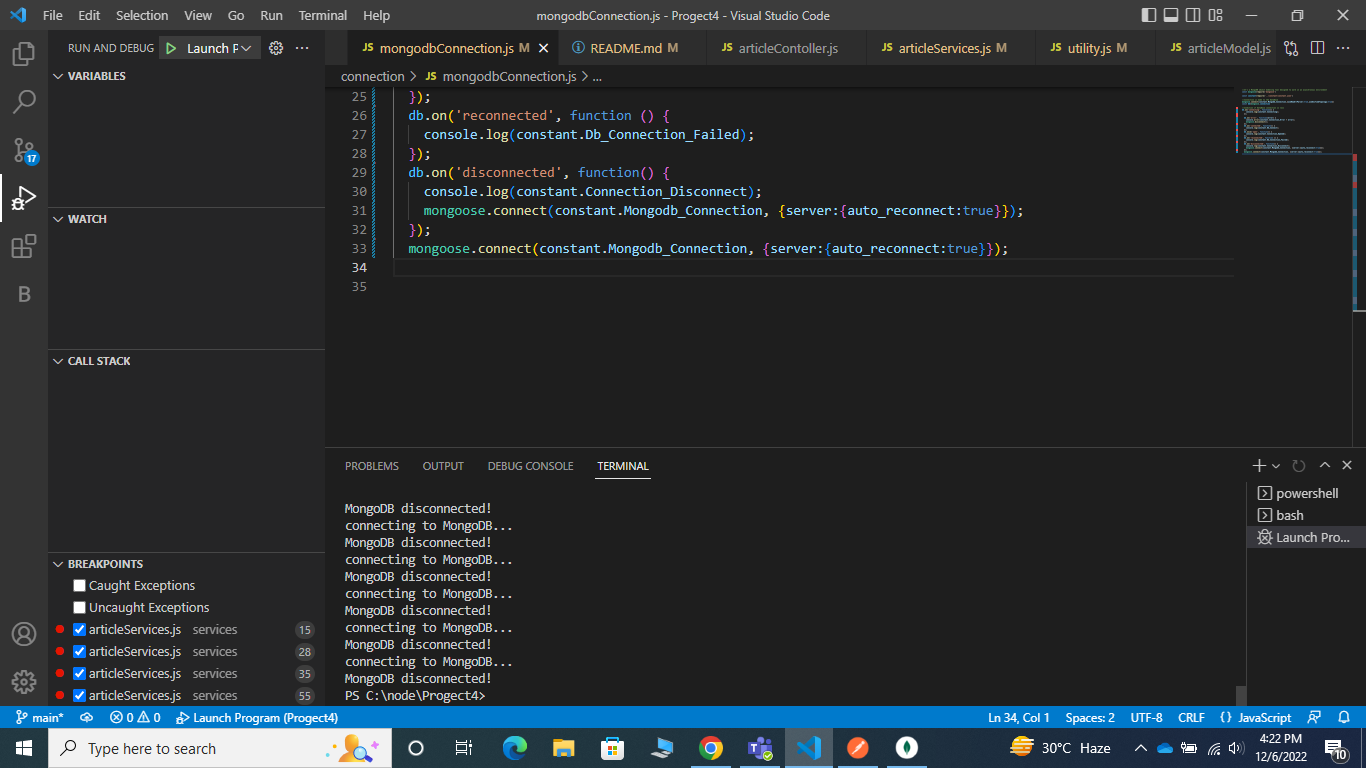 File Edit Selection View Go Run Terminal Help
mongodbConnection.js - Progect4 - Visual Studio Code
RUN AND DEBUG Launch P
JS mongodbConnection.js M
README.md M
JS articleContoller.js
JS articleServices.js M
JS utility.js M
JS articleModel.js
connection > JS mongodbConnection.js > ...
VARIABLES
WATCH
CALL STACK
BREAKPOINTS
Caught Exceptions
Uncaught Exceptions
articleServices.js services 15
articleServices.js services 28
articleServices.js services 35
articleServices.js services 55
17
B
25 });
26 db.on('reconnected', function () {
27 console.log(constant.Db_Connection_Failed);
28 });
29 db.on('disconnected', function() {
30 console.log(constant.Connection_Disconnect);
31 mongoose.connect(constant.Mongodb_Connection, {server:{auto_reconnect:true}});
32 });
33 mongoose.connect(constant.Mongodb_Connection, {server:{auto_reconnect:true}});
34
35
PROBLEMS OUTPUT DEBUG CONSOLE TERMINAL
MongoDB disconnected!
connecting to MongoDB...
MongoDB disconnected!
connecting to MongoDB...
MongoDB disconnected!
connecting to MongoDB...
MongoDB disconnected!
connecting to MongoDB...
MongoDB disconnected!
connecting to MongoDB...
MongoDB disconnected!
PS C:\node\Progect4>
powershell
bash
Launch Pro...
main* 0 0 Launch Program (Progect4)
Ln 34, Col 1 Spaces: 2 UTF-8 CRLF {} JavaScript
Type here to search
30°C Haze
4:22 PM
12/6/2022
10